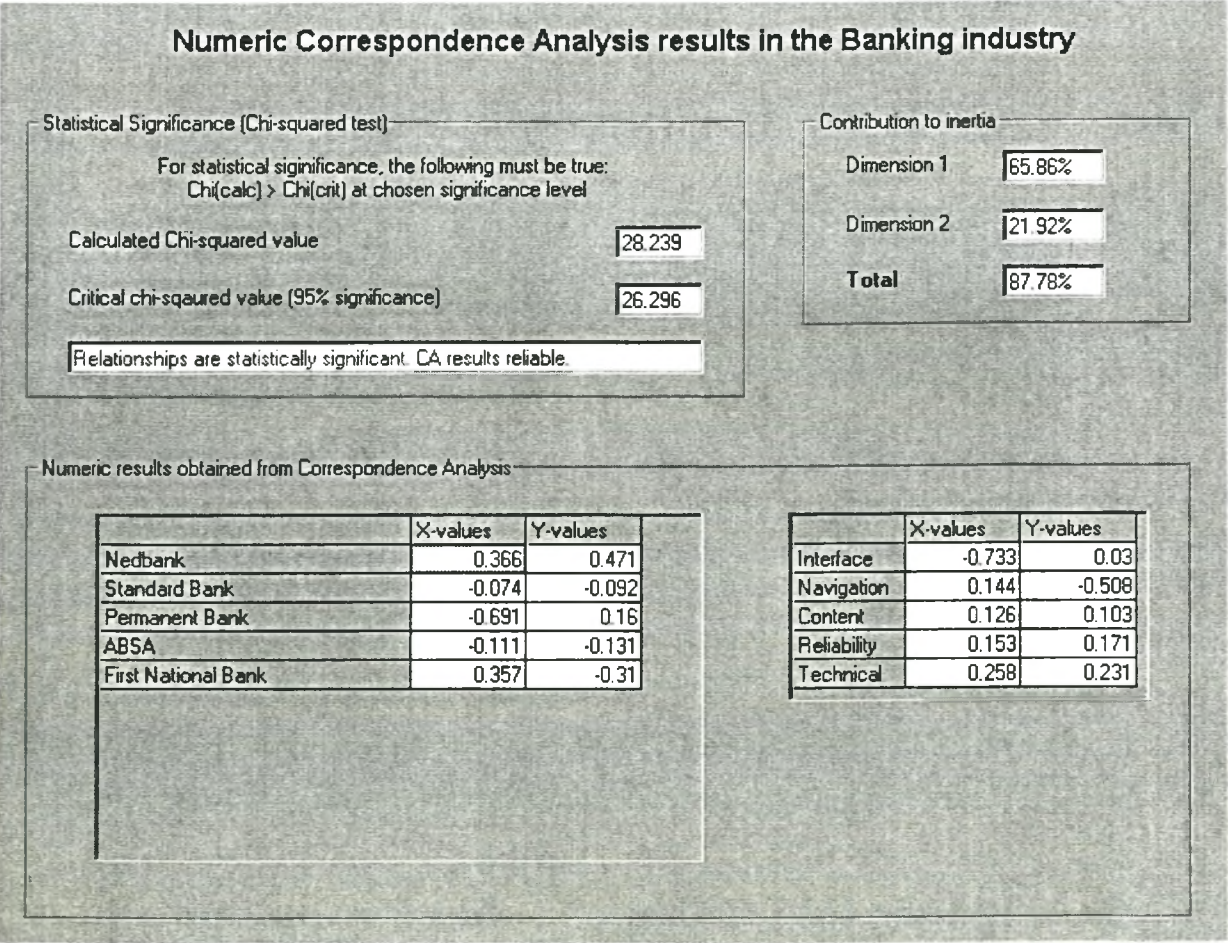 Numeric Correspondence Analysis results in the Banking industry
Statistical Significance (Chi-squared test)
For statistical siginificance, the following must be true:
Chi(calc) > Chi(crit) at chosen significance level
Calculated Chi-squared value 28.239
Critical chi-sqaured value (95% significance) 26.296
Relationships are statistically significant. CA results reliable.
Contribution to inertia
Dimension 1 65.86%
Dimension 2 21.92%
Total 87.78%
Numeric results obtained from Correspondence Analysis
X-values Y-values
Nedbank 0.366 0.471
Standard Bank -0.074 -0.092
Permanent Bank -0.691 0.16
ABSA -0.111 -0.131
First National Bank 0.357 -0.31
X-values Y-values
Interface -0.733 0.03
Navigation 0.144 -0.508
Content 0.126 0.103
Reliability 0.153 0.171
Technical 0.258 0.231